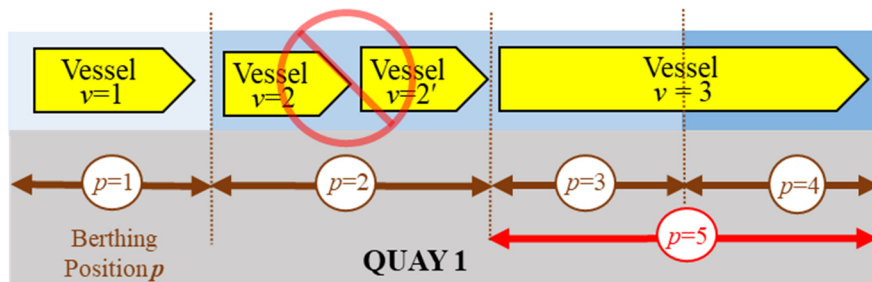 Vessel
v=1
Vessel
v=2
Vessel
v=2′
Vessel
v = 3
p=1
p=2
p=3
p=4
p=5
Berthing
Position p
QUAY 1